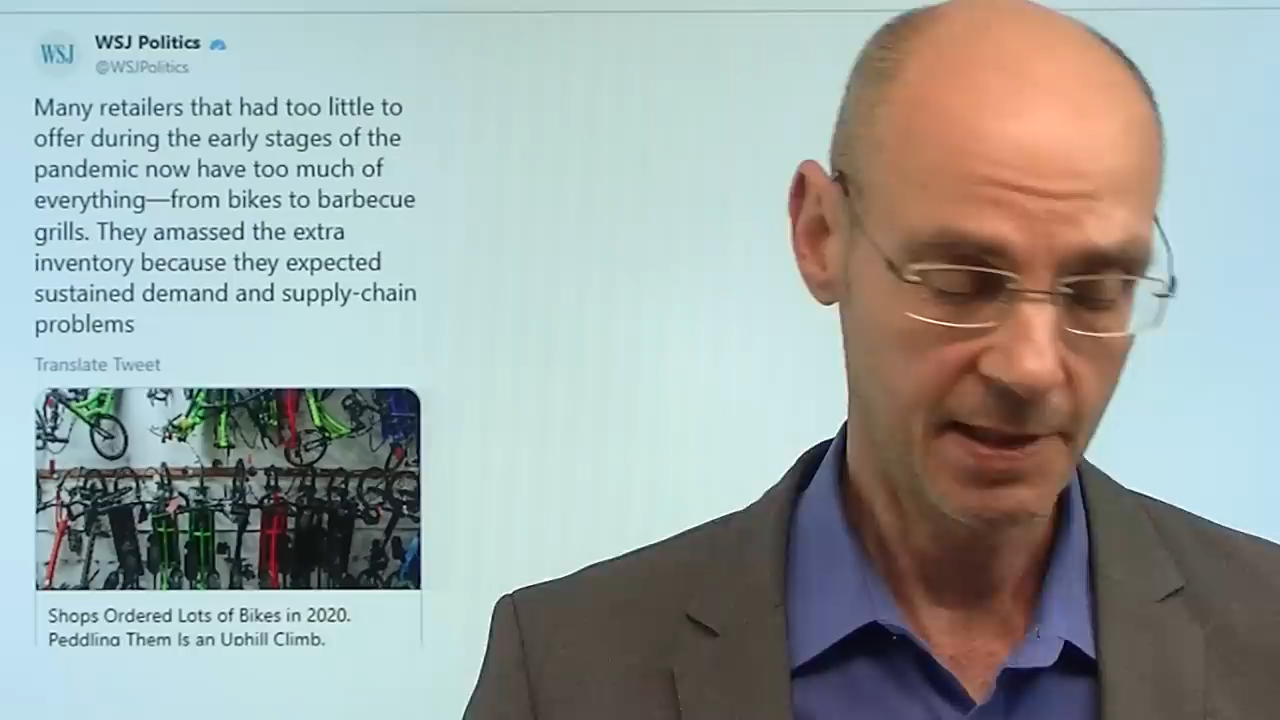 WSJ
WSJ Politics
@WSJPolitics
Many retailers that had too little to
offer during the early stages of the
pandemic now have too much of
everything—from bikes to barbecue
grills. They amassed the extra
inventory because they expected
sustained demand and supply-chain
problems
Translate Tweet
Shops Ordered Lots of Bikes in 2020.
Peddling Them Is an Uphill Climb.